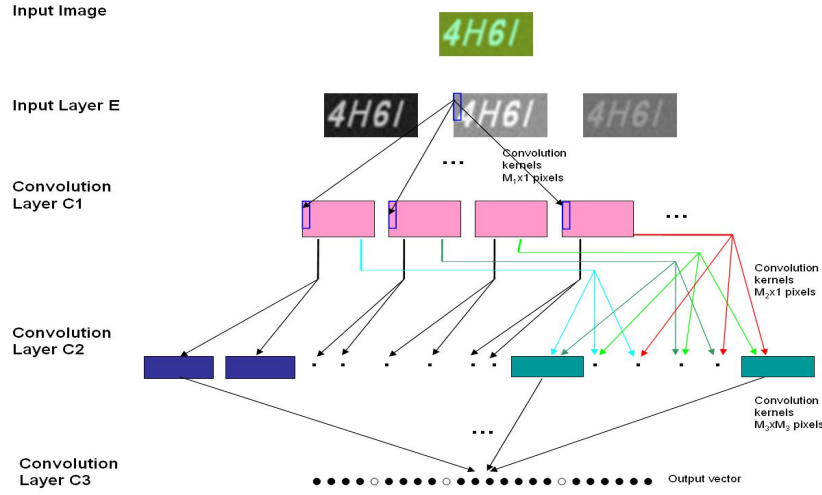 Input Image
4H6I
Input Layer E
4H6I
4H6I
4H6I
...
Convolution
kernels
M₁x1 pixels
Convolution
Layer C1
...
Convolution
kernels
M₂x1 pixels
Convolution
Layer C2
Convolution
kernels
M₃xM₃ pixels
...
Convolution
Layer C3
Output vector